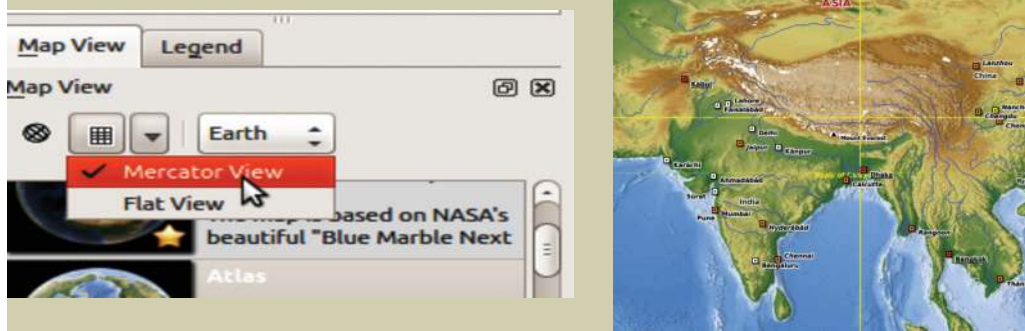 Map View
Legend
Map View
Earth
Mercator View
Flat View
The map is based on NASA's
beautiful "Blue Marble Next
Atlas
ASIA
Lanzhou
China
Kabul
Lahore
Faisalabad
Chengdu
Delhi
Mount Everest
Jaipur
Kanpur
Karachi
Ahmadabad
Dhaka
Calcutta
Surat
India
Mumbai
Pune
Hyderabad
Rangoon
Chennai
Bengaluru
Bangkok